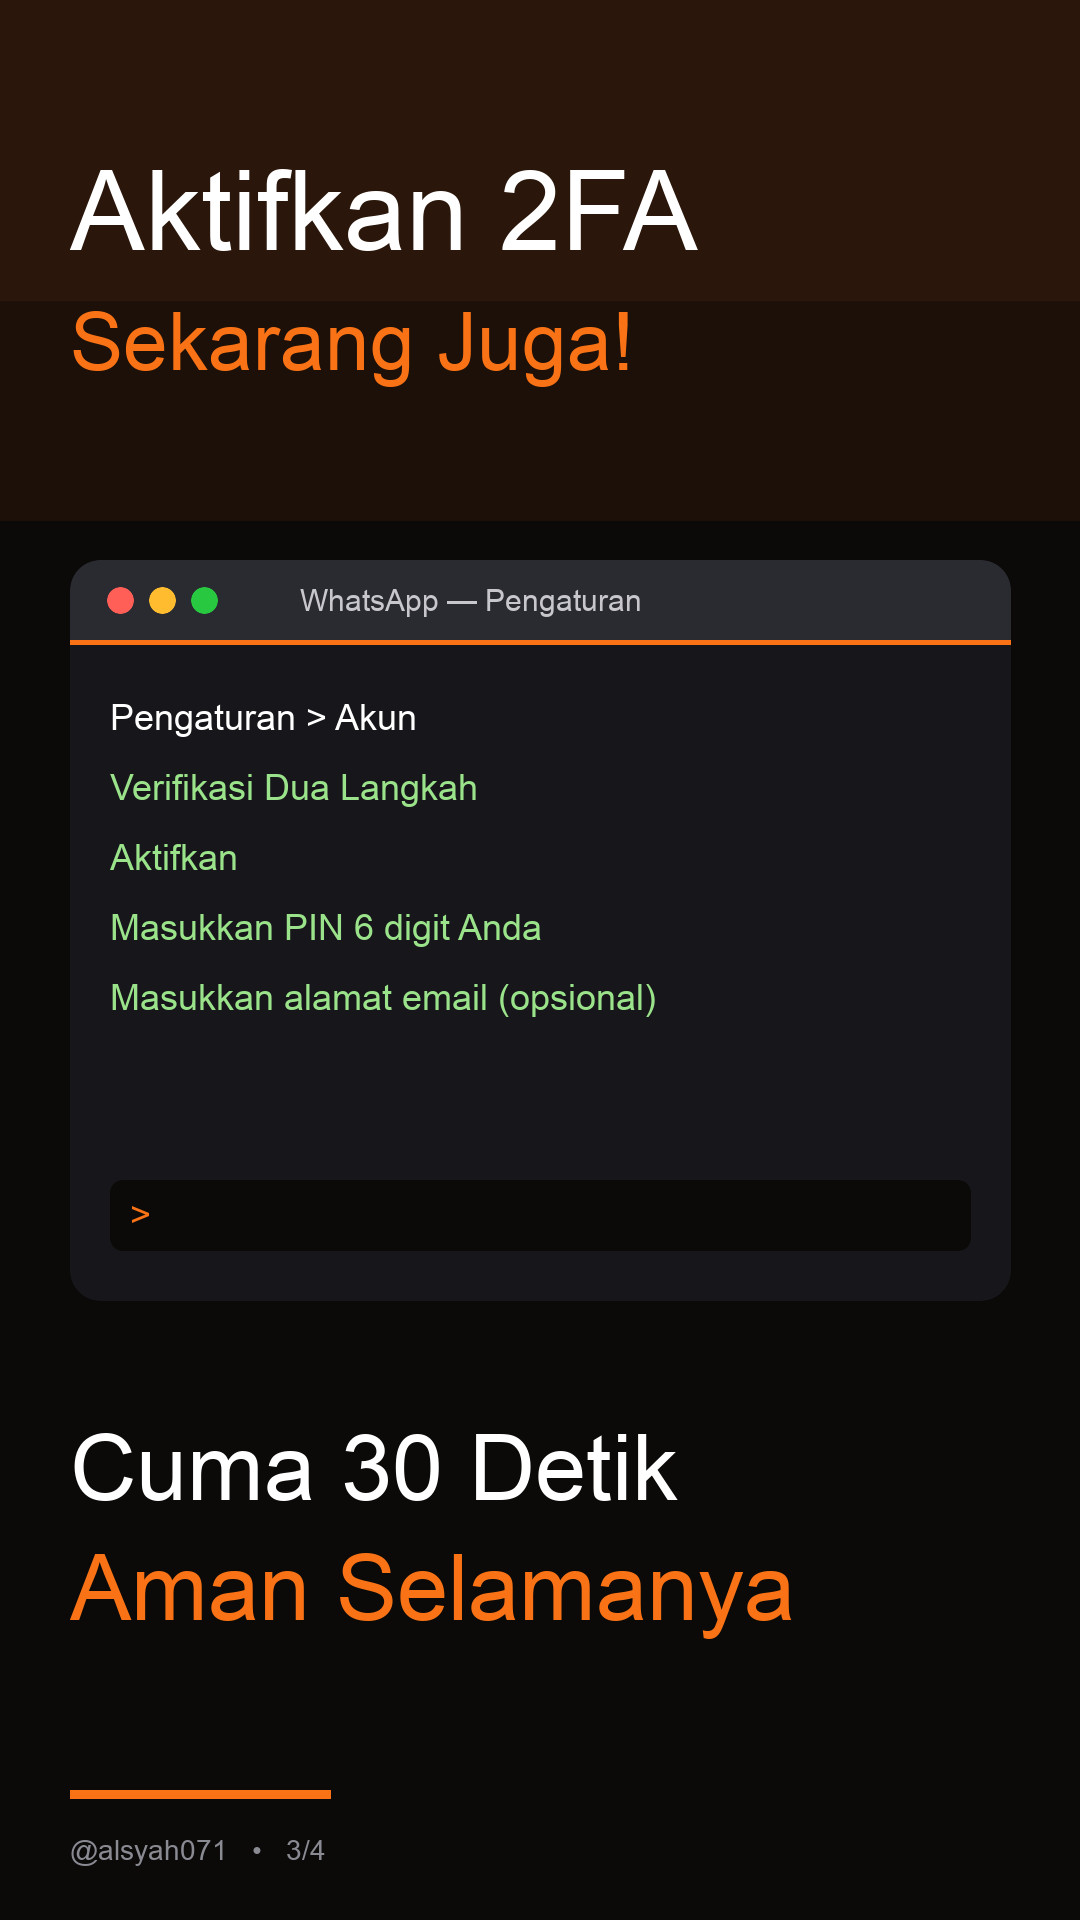 Aktifkan 2FA
Sekarang Juga!
WhatsApp — Pengaturan
Pengaturan > Akun
Verifikasi Dua Langkah
Aktifkan
Masukkan PIN 6 digit Anda
Masukkan alamat email (opsional)
>
Cuma 30 Detik
Aman Selamanya
@alsyah071 • 3/4